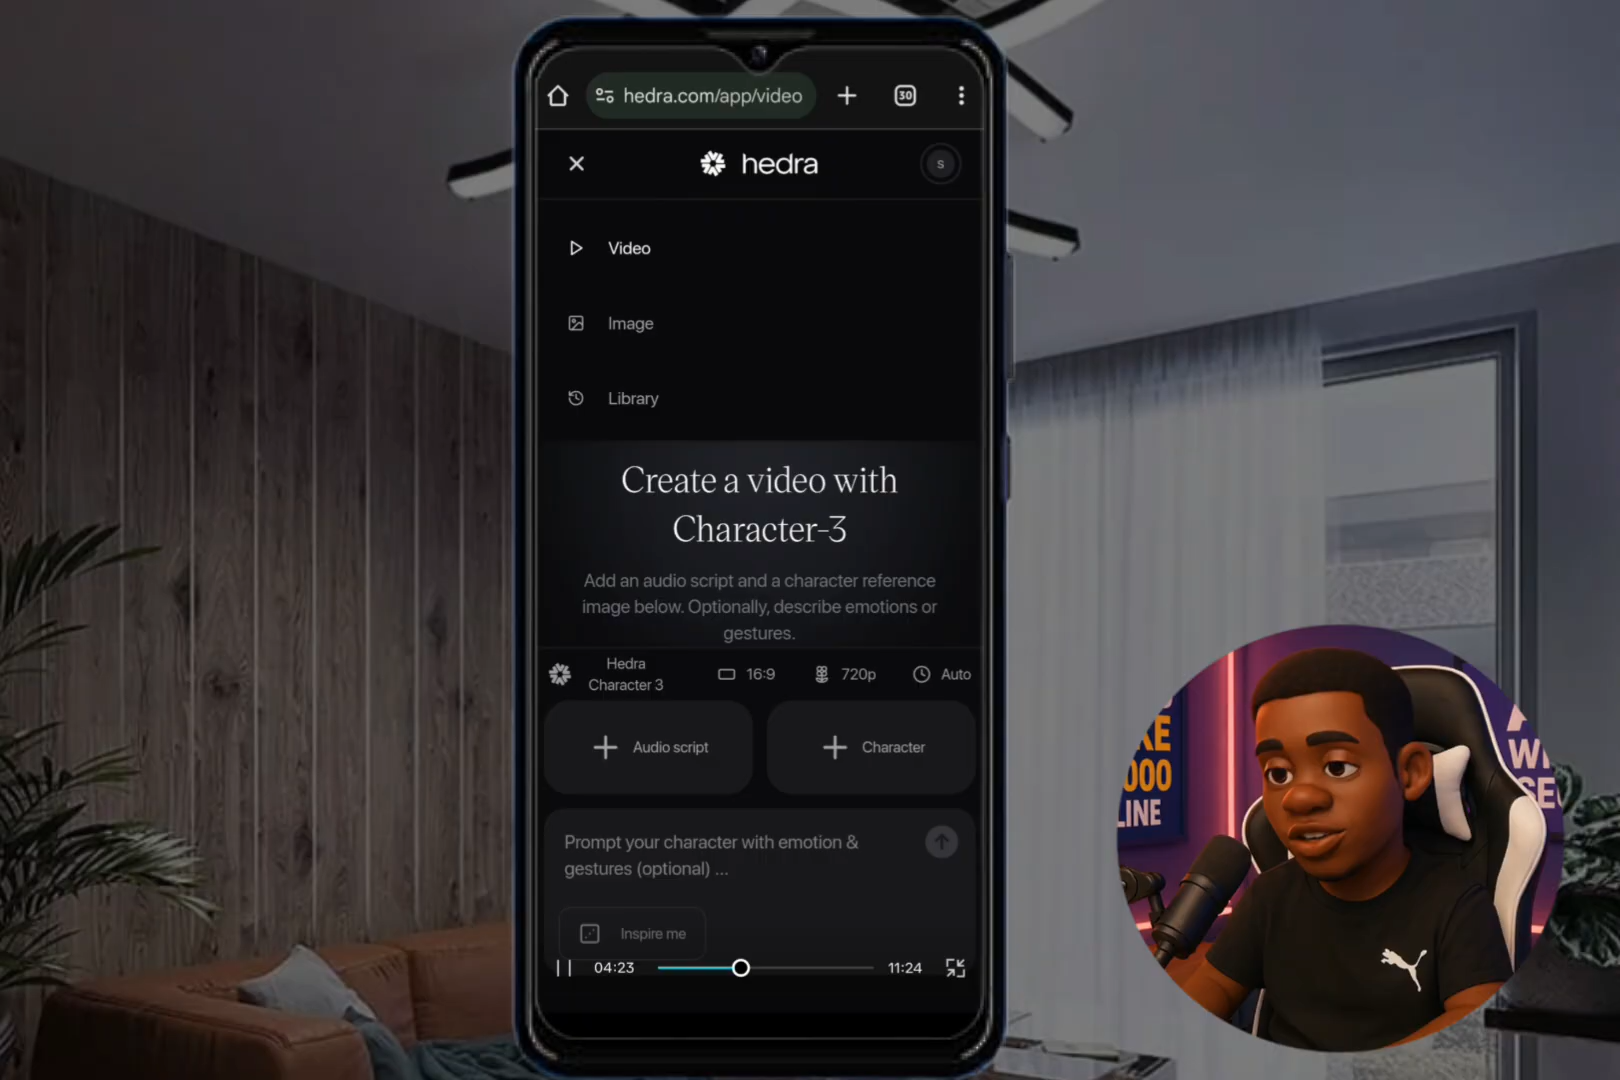 hedra.com/app/video
30
hedra
s
Video
Image
Library
Create a video with
Character-3
Add an audio script and a character reference
image below. Optionally, describe emotions or
gestures.
Hedra
Character 3
16:9
720p
Auto
Audio script
Character
Prompt your character with emotion &
gestures (optional) ...
Inspire me
04:23
11:24
LINE